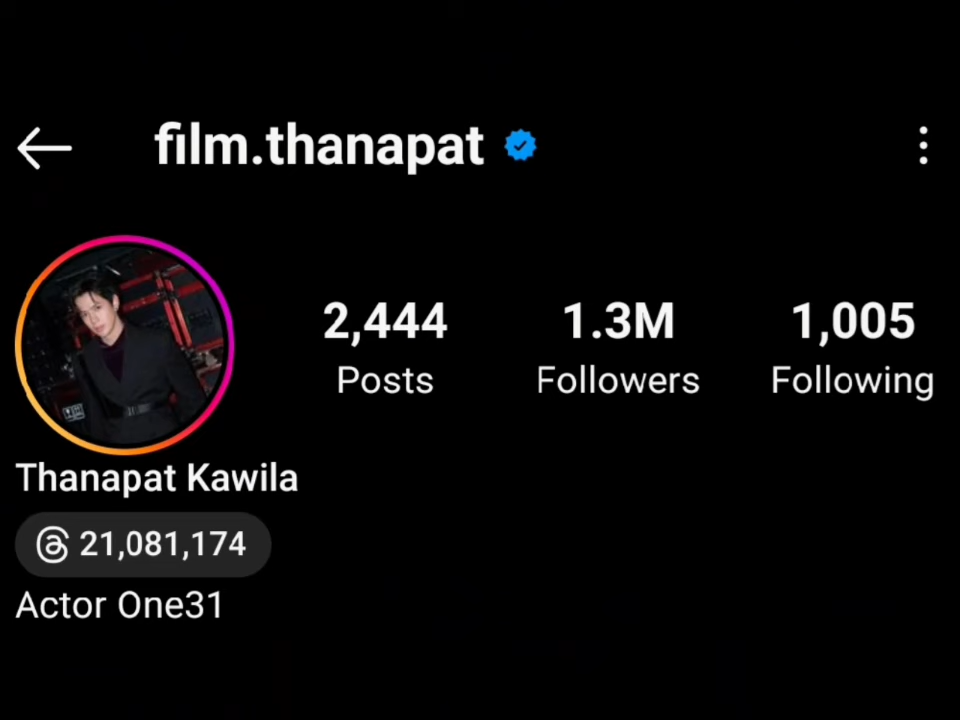 film.thanapat
2,444
Posts
1.3M
Followers
1,005
Following
Thanapat Kawila
21,081,174
Actor One31